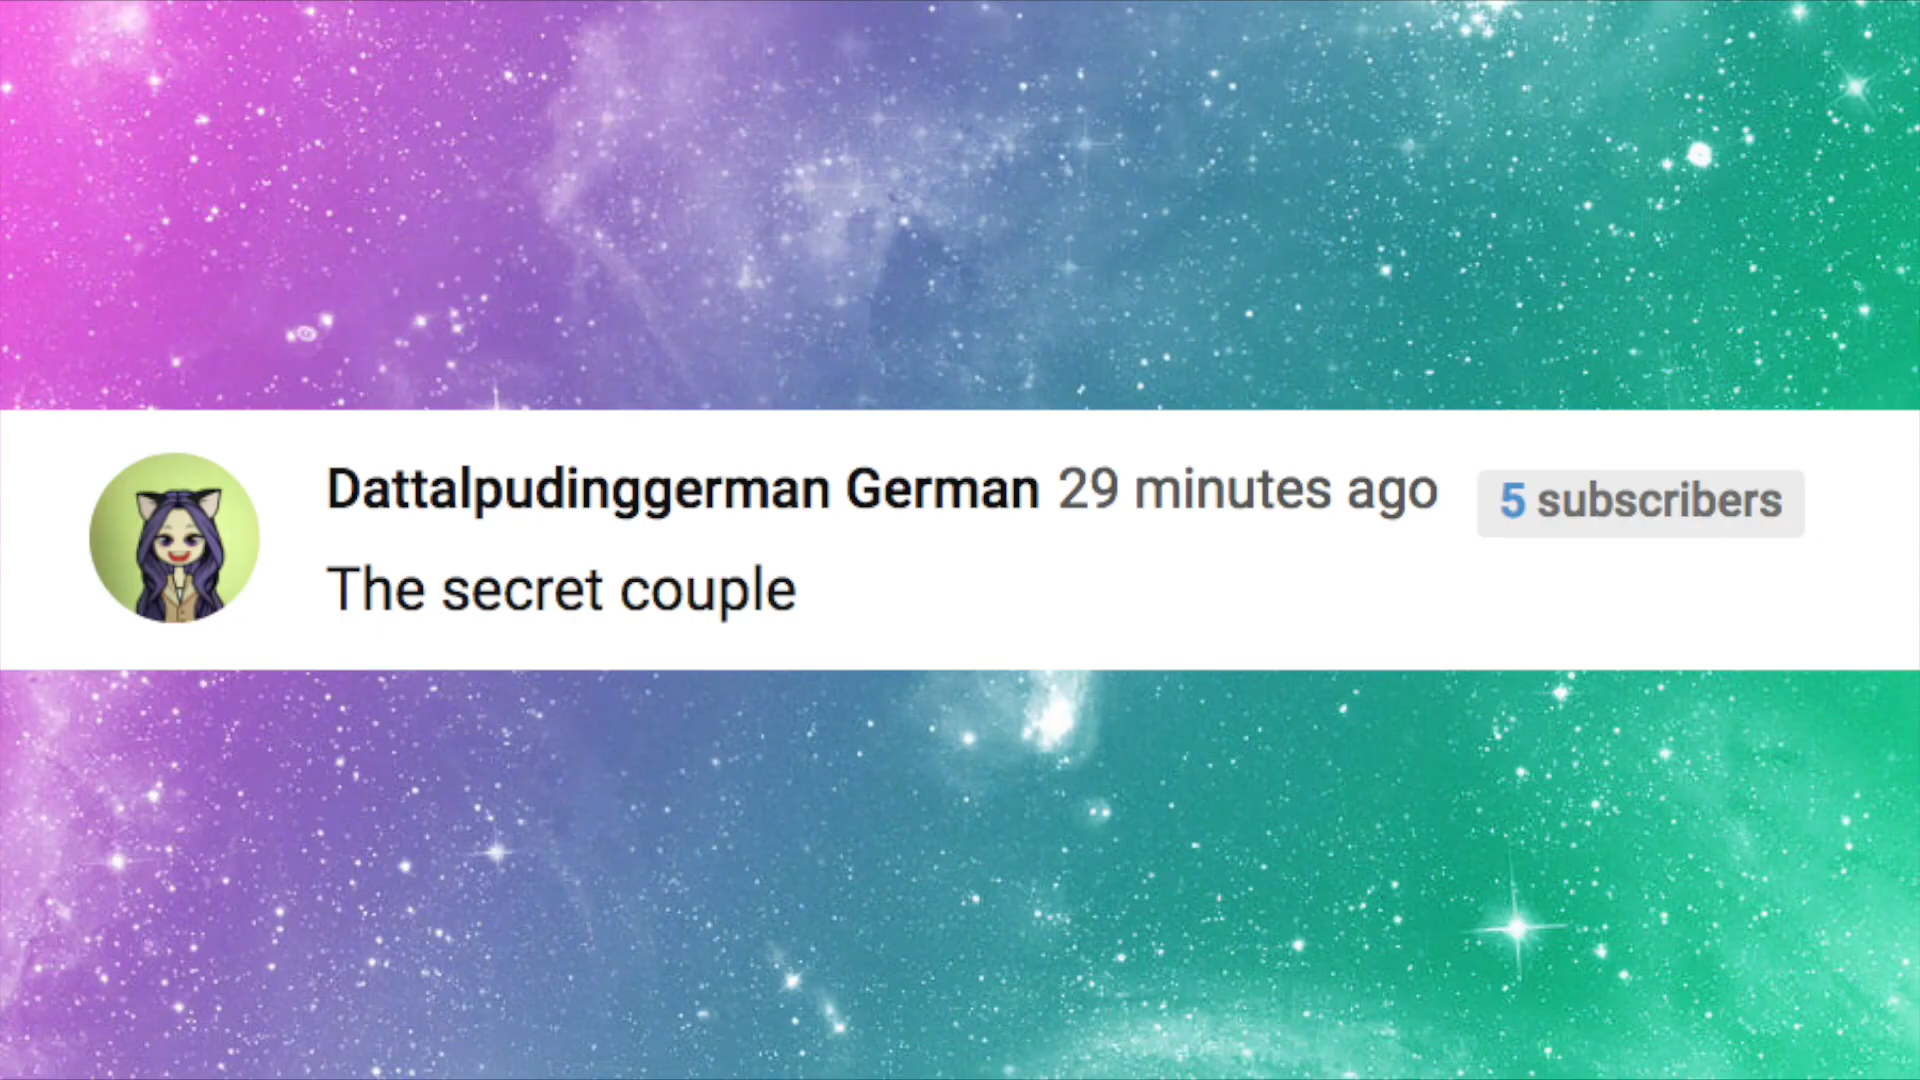 Dattalpudinggerman German 29 minutes ago 5 subscribers
The secret couple